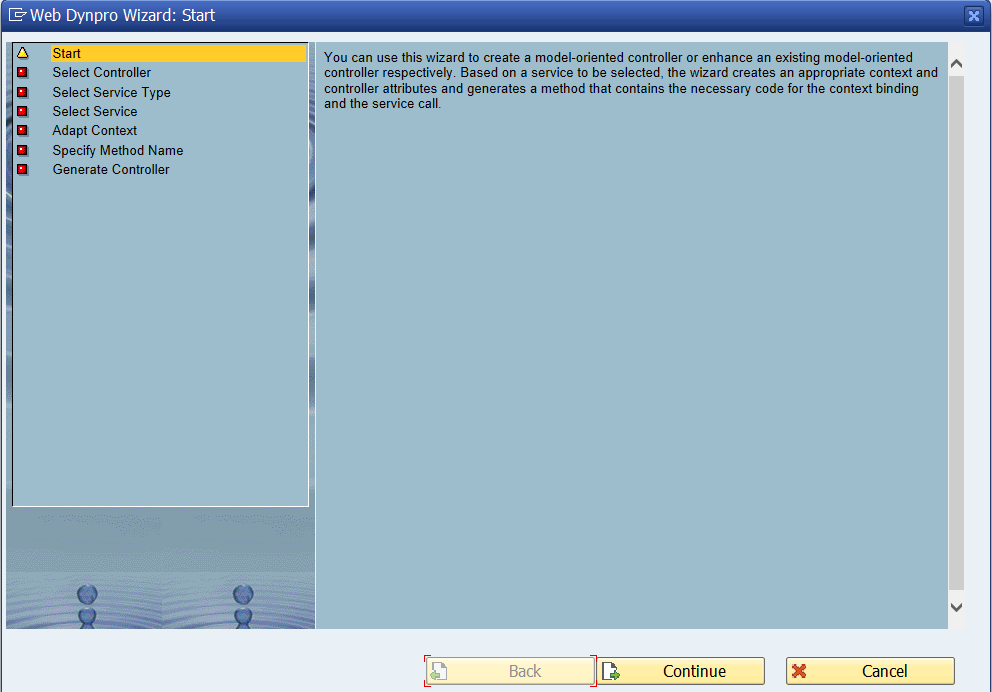 Web Dynpro Wizard: Start
Start
Select Controller
Select Service Type
Select Service
Adapt Context
Specify Method Name
Generate Controller
You can use this wizard to create a model-oriented controller or enhance an existing model-oriented
controller respectively. Based on a service to be selected, the wizard creates an appropriate context and
controller attributes and generates a method that contains the necessary code for the context binding
and the service call.
Back
Continue
Cancel